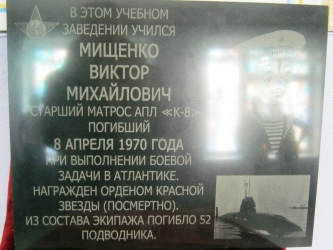 В ЭТОМ УЧЕБНОМ
ЗАВЕДЕНИИ УЧИЛСЯ
МИЩЕНКО
ВИКТОР
МИХАЙЛОВИЧ
СТАРШИЙ МАТРОС АПЛ «К-8»
ПОГИБШИЙ
8 АПРЕЛЯ 1970 ГОДА
ПРИ ВЫПОЛНЕНИИ БОЕВОЙ
ЗАДАЧИ В АТЛАНТИКЕ.
НАГРАЖДЕН ОРДЕНОМ КРАСНОЙ
ЗВЕЗДЫ (ПОСМЕРТНО).
ИЗ СОСТАВА ЭКИПАЖА ПОГИБЛО 52
ПОДВОДНИКА.